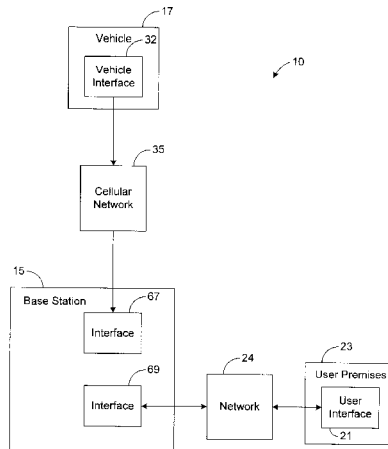 17
Vehicle
32
Vehicle
Interface
10
35
Cellular
Network
15
Base Station
67
Interface
69
Interface
24
Network
23
User Premises
User
Interface
21